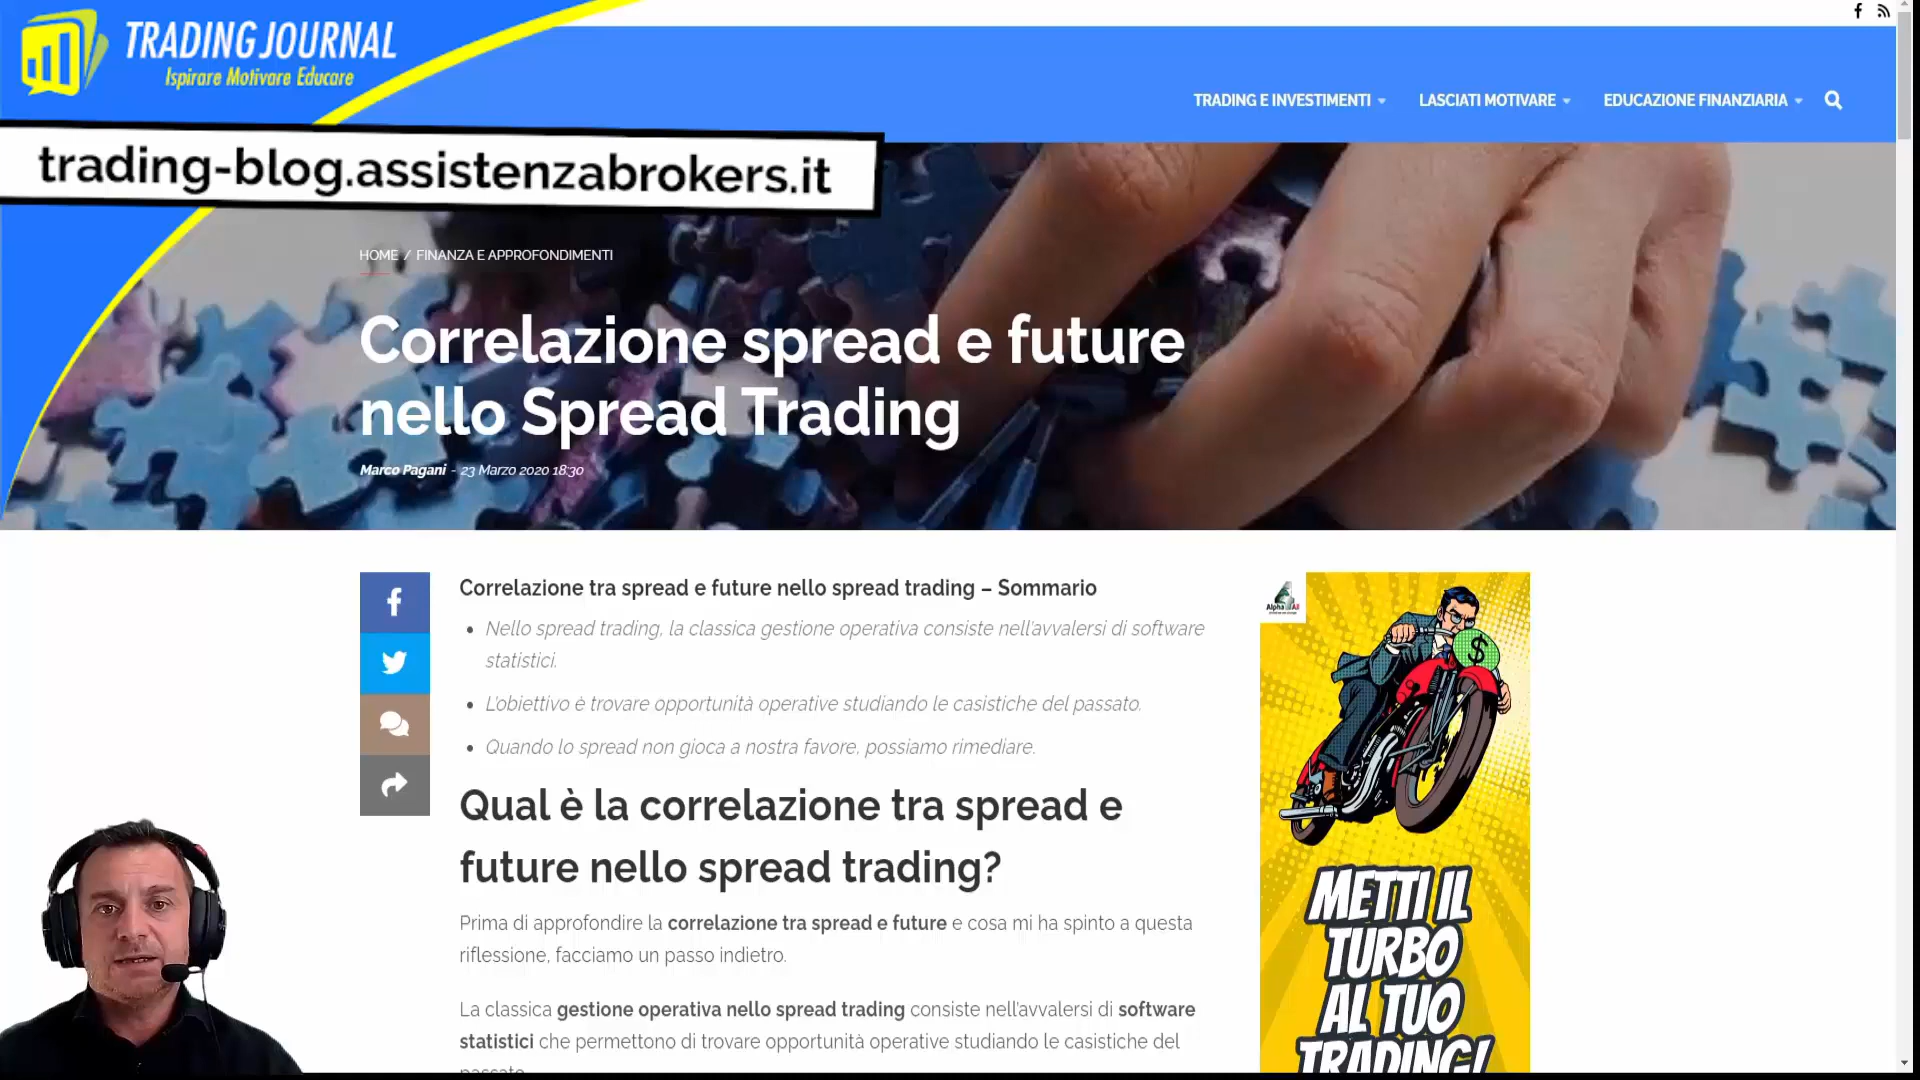 TRADING JOURNAL
Ispirare Motivare Educare
TRADING E INVESTIMENTI
LASCIATI MOTIVARE
EDUCAZIONE FINANZIARIA
trading-blog.assistenzabrokers.it
HOME / FINANZA E APPROFONDIMENTI
Correlazione spread e future
nello Spread Trading
Marco Pagani - 23 Marzo 2020 18:30
Correlazione tra spread e future nello spread trading – Sommario
• Nello spread trading, la classica gestione operativa consiste nell'avvalersi di software
statistici.
• L'obiettivo è trovare opportunità operative studiando le casistiche del passato.
• Quando lo spread non gioca a nostra favore, possiamo rimediare.
Qual è la correlazione tra spread e
future nello spread trading?
Prima di approfondire la correlazione tra spread e future e cosa mi ha spinto a questa
riflessione, facciamo un passo indietro.
La classica gestione operativa nello spread trading consiste nell'avvalersi di software
statistici che permettono di trovare opportunità operative studiando le casistiche del
passato.
$
METTI IL
TURBO
AL TUO
TRADING!